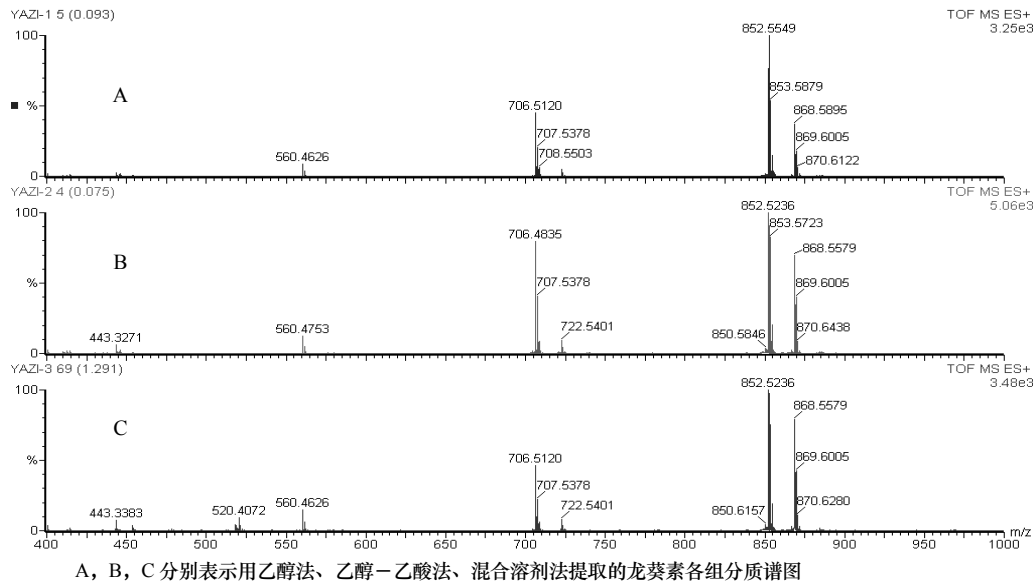 YAZI-1 5 (0.093)
TOF MS ES+
3.25e3
100
%
0
A
560.4626
706.5120
707.5378
708.5503
852.5549
853.5879
868.5895
869.6005
870.6122
YAZI-2 4 (0.075)
TOF MS ES+
5.06e3
100
%
0
B
443.3271
560.4753
706.4835
707.5378
722.5401
850.5846
852.5236
853.5723
868.5579
869.6005
870.6438
YAZI-3 69 (1.291)
TOF MS ES+
3.48e3
100
%
0
C
443.3383
520.4072
560.4626
706.5120
707.5378
722.5401
850.6157
852.5236
868.5579
869.6005
870.6280
400 450 500 550 600 650 700 750 800 850 900 950 1000 m/z
A，B，C 分别表示用乙醇法、乙醇－乙酸法、混合溶剂法提取的龙葵素各组分质谱图